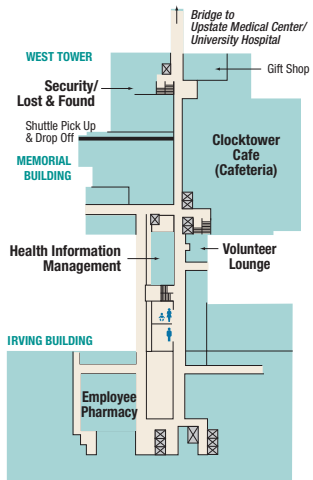 Bridge to
Upstate Medical Center/
University Hospital
WEST TOWER
Gift Shop
Security/
Lost & Found
Shuttle Pick Up
& Drop Off
Clocktower
Cafe
(Cafeteria)
MEMORIAL
BUILDING
Health Information
Management
Volunteer
Lounge
IRVING BUILDING
Employee
Pharmacy